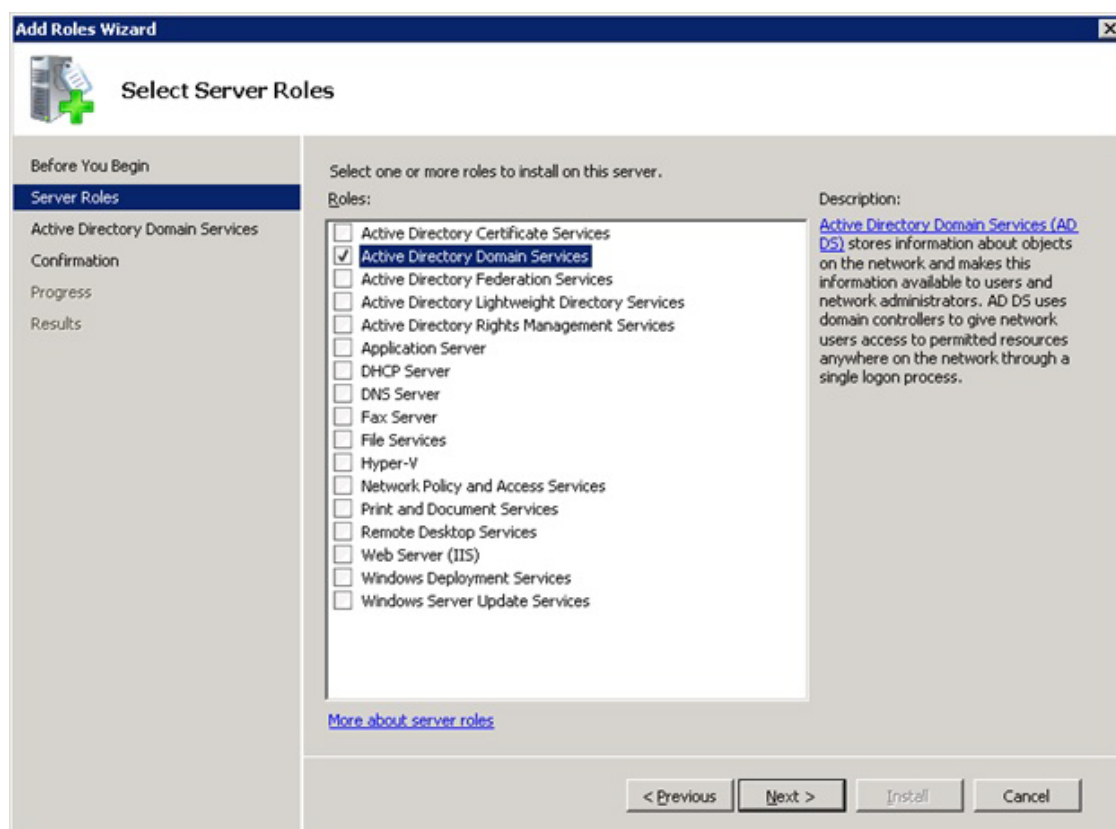 Add Roles Wizard
Select Server Roles
Before You Begin
Server Roles
Active Directory Domain Services
Confirmation
Progress
Results
Select one or more roles to install on this server.
Roles:
Active Directory Certificate Services
Active Directory Domain Services
Active Directory Federation Services
Active Directory Lightweight Directory Services
Active Directory Rights Management Services
Application Server
DHCP Server
DNS Server
Fax Server
File Services
Hyper-V
Network Policy and Access Services
Print and Document Services
Remote Desktop Services
Web Server (IIS)
Windows Deployment Services
Windows Server Update Services
More about server roles
Description:
Active Directory Domain Services (AD
DS) stores information about objects
on the network and makes this
information available to users and
network administrators. AD DS uses
domain controllers to give network
users access to permitted resources
anywhere on the network through a
single logon process.
< Previous
Next >
Install
Cancel